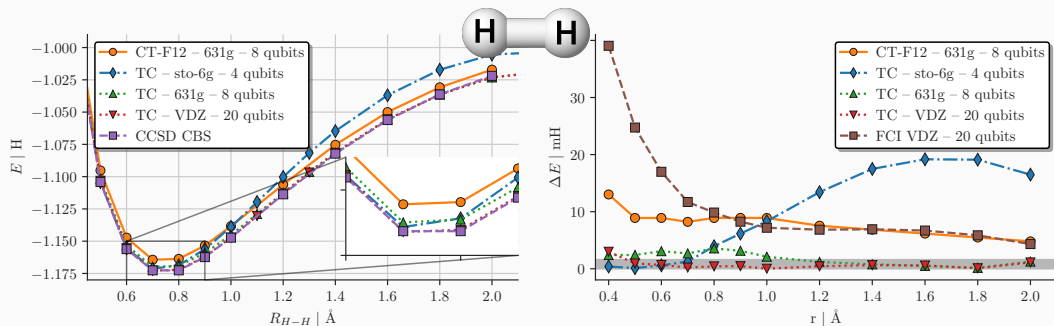 H H
−1.000
−1.025
−1.050
−1.075
−1.100
−1.125
−1.150
−1.175
E | H
CT-F12 – 631g – 8 qubits
TC – sto-6g – 4 qubits
TC – 631g – 8 qubits
TC – VDZ – 20 qubits
CCSD CBS
0.6 0.8 1.0 1.2 1.4 1.6 1.8 2.0
R_{H−H} | Å
30
20
10
0
ΔE | mH
CT-F12 – 631g – 8 qubits
TC – sto-6g – 4 qubits
TC – 631g – 8 qubits
TC – VDZ – 20 qubits
FCI VDZ – 20 qubits
0.4 0.6 0.8 1.0 1.2 1.4 1.6 1.8 2.0
r | Å